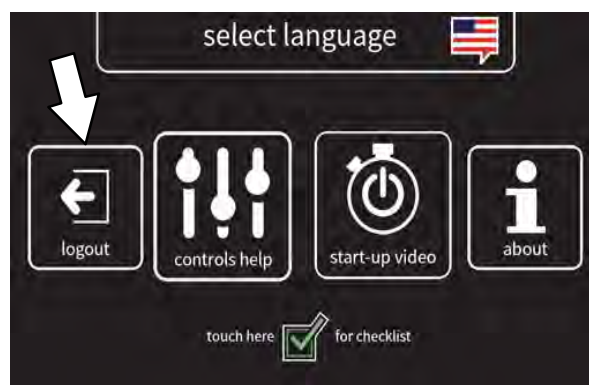 select language
logout
controls help
start-up video
about
touch here
for checklist